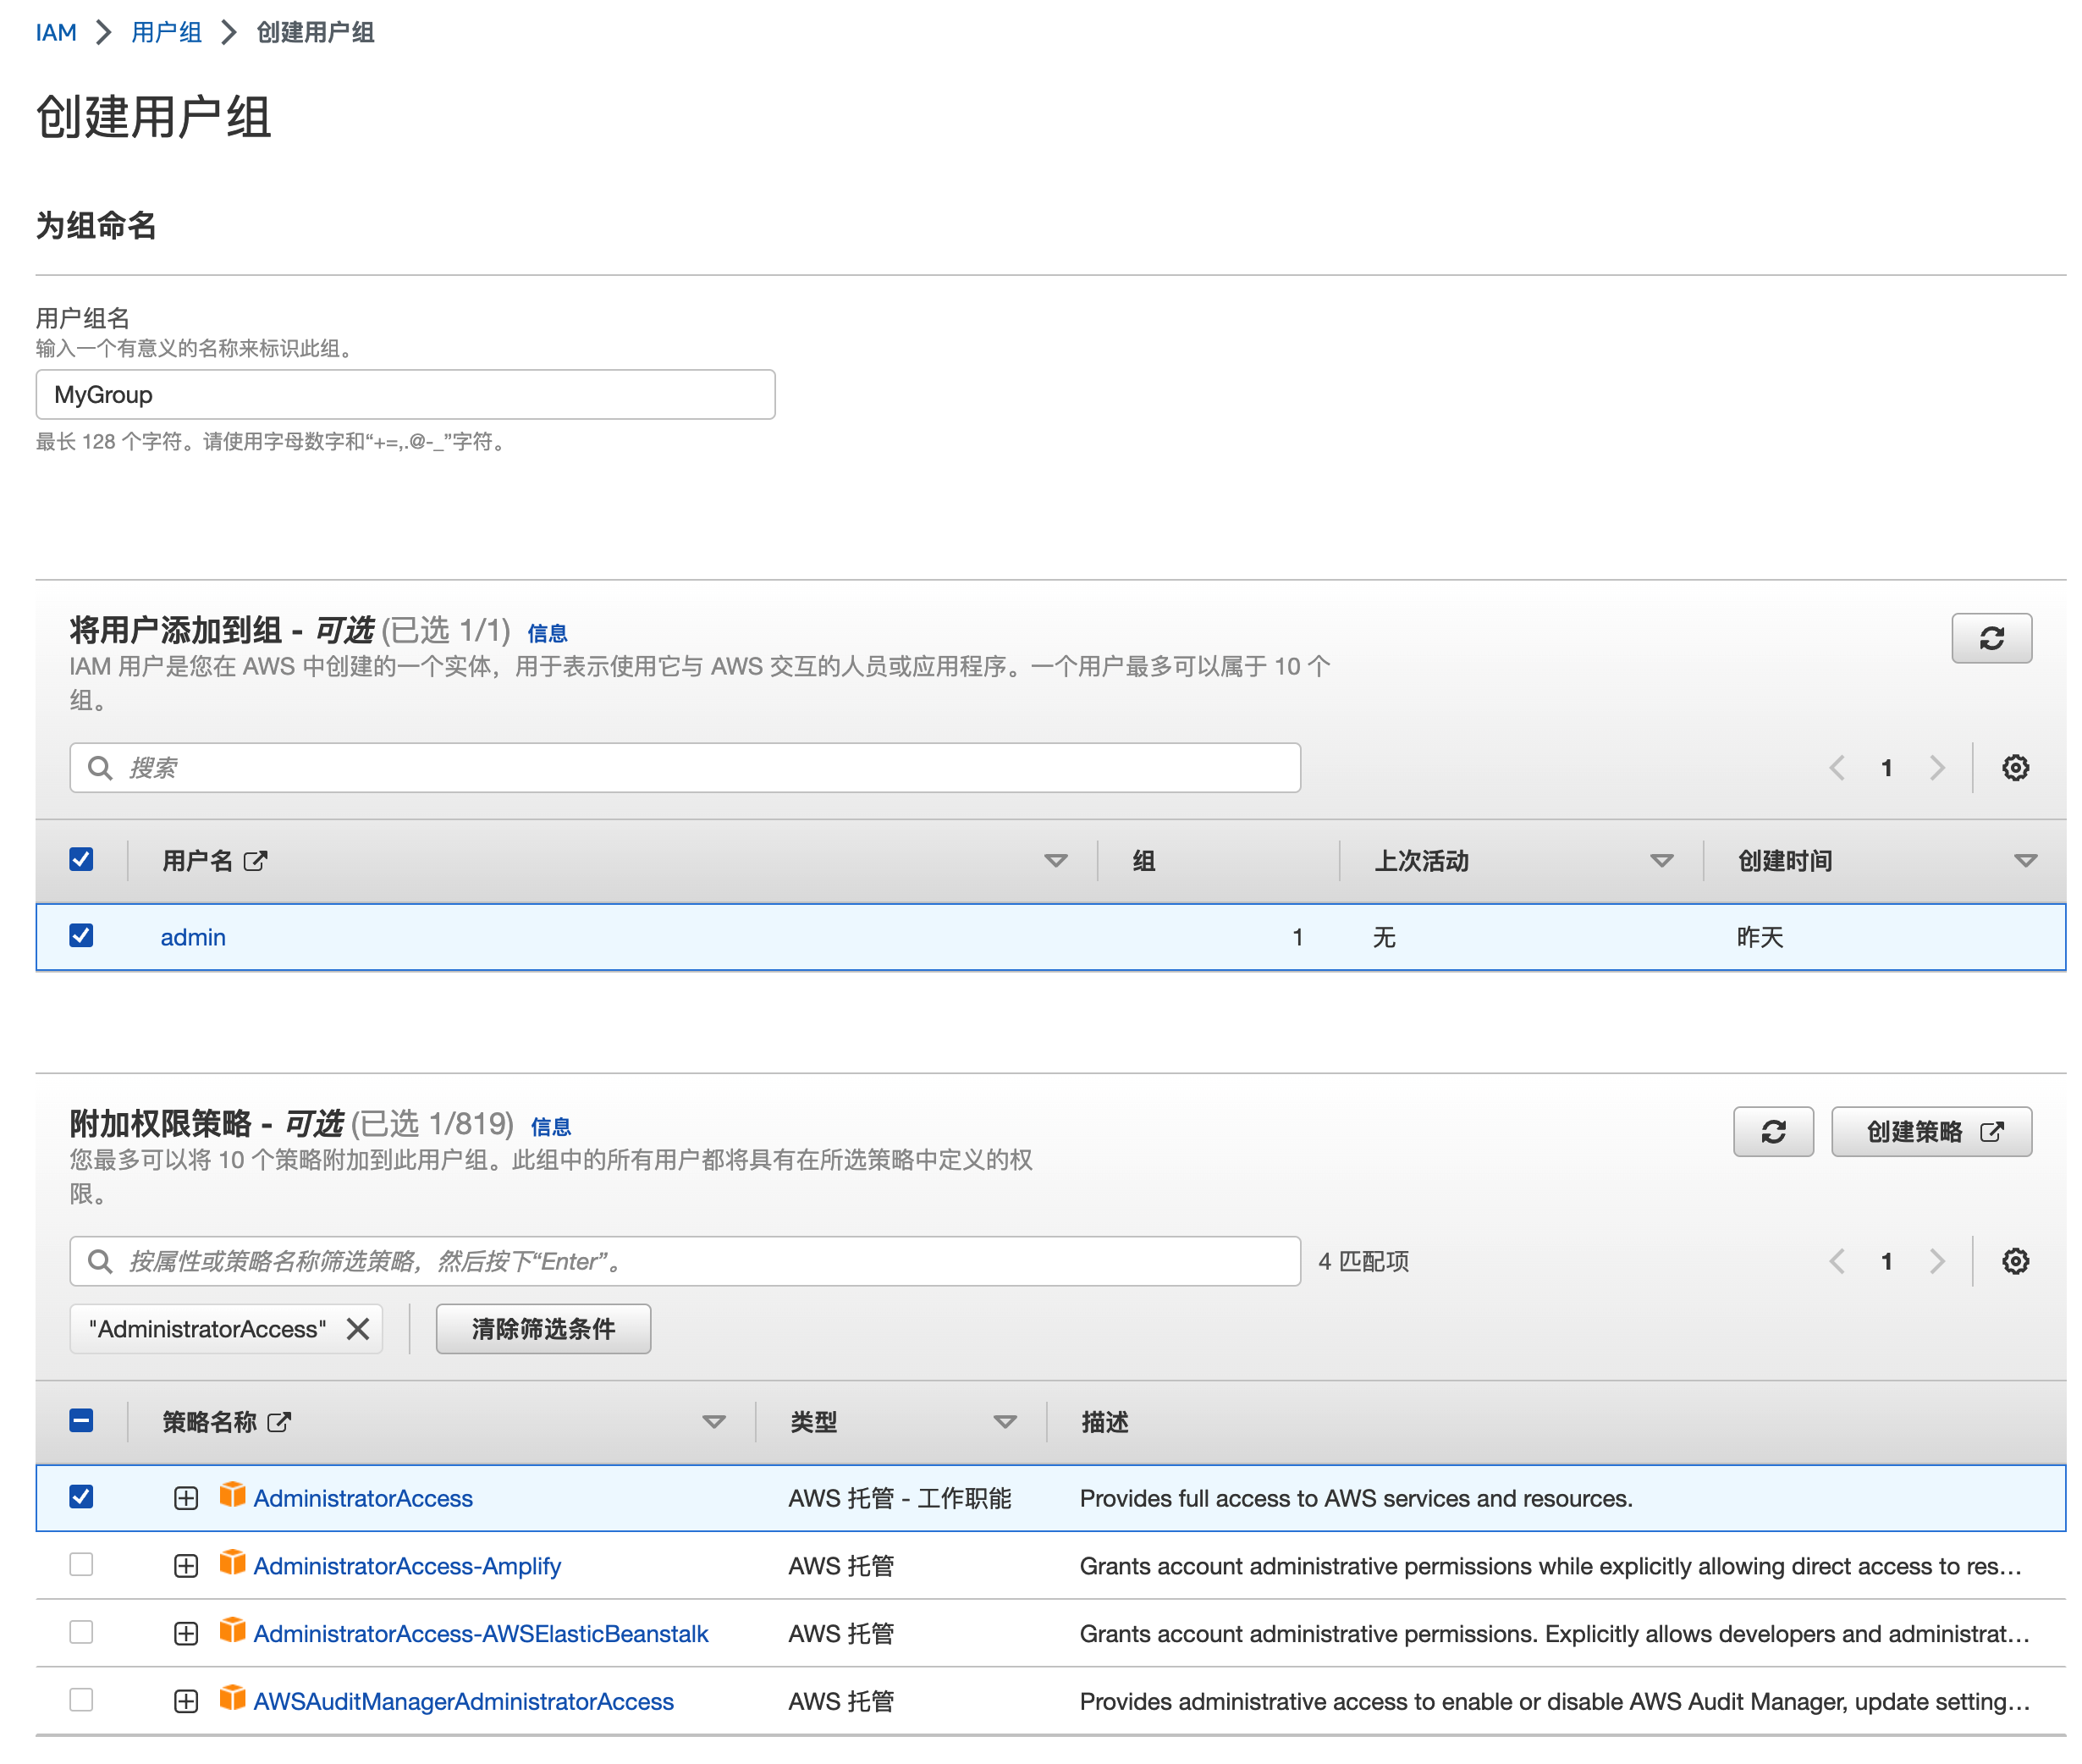 IAM > 用户组 > 创建用户组
创建用户组
为组命名
用户组名
输入一个有意义的名称来标识此组。
MyGroup
最长 128 个字符。请使用字母数字和“+=,.@-_”字符。
将用户添加到组 - 可选 (已选 1/1) 信息
IAM 用户是您在 AWS 中创建的一个实体，用于表示使用它与 AWS 交互的人员或应用程序。一个用户最多可以属于 10 个
组。
搜索
1
用户名 组 上次活动 创建时间
admin 1 无 昨天
附加权限策略 - 可选 (已选 1/819) 信息
创建策略
您最多可以将 10 个策略附加到此用户组。此组中的所有用户都将具有在所选策略中定义的权
限。
按属性或策略名称筛选策略，然后按下“Enter”。 4 匹配项 1
"AdministratorAccess" 清除筛选条件
策略名称 类型 描述
AdministratorAccess AWS 托管 - 工作职能 Provides full access to AWS services and resources.
AdministratorAccess-Amplify AWS 托管 Grants account administrative permissions while explicitly allowing direct access to res...
AdministratorAccess-AWSElasticBeanstalk AWS 托管 Grants account administrative permissions. Explicitly allows developers and administrat...
AWSAuditManagerAdministratorAccess AWS 托管 Provides administrative access to enable or disable AWS Audit Manager, update setting...